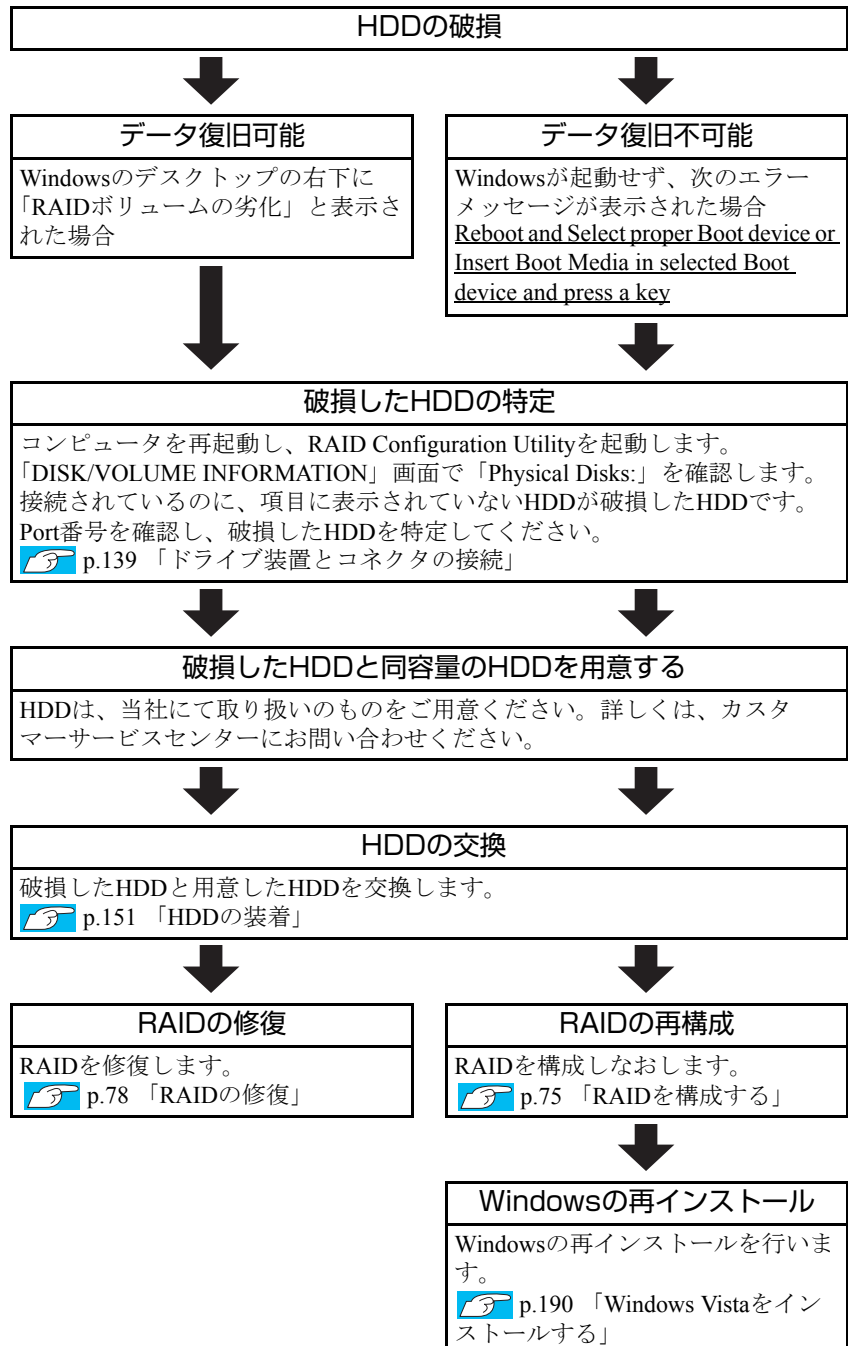 HDDの破損
データ復旧可能
Windowsのデスクトップの右下に
「RAIDボリュームの劣化」と表示さ
れた場合
データ復旧不可能
Windowsが起動せず、次のエラー
メッセージが表示された場合
Reboot and Select proper Boot device or
Insert Boot Media in selected Boot
device and press a key
破損したHDDの特定
コンピュータを再起動し、RAID Configuration Utilityを起動します。
「DISK/VOLUME INFORMATION」画面で「Physical Disks:」を確認します。
接続されているのに、項目に表示されていないHDDが破損したHDDです。
Port番号を確認し、破損したHDDを特定してください。
p.139 「ドライブ装置とコネクタの接続」
破損したHDDと同容量のHDDを用意する
HDDは、当社にて取り扱いのものをご用意ください。詳しくは、カスタ
マーサービスセンターにお問い合わせください。
HDDの交換
破損したHDDと用意したHDDを交換します。
p.151 「HDDの装着」
RAIDの修復
RAIDを修復します。
p.78 「RAIDの修復」
RAIDの再構成
RAIDを構成しなおします。
p.75 「RAIDを構成する」
Windowsの再インストール
Windowsの再インストールを行いま
す。
p.190 「Windows Vistaをイン
ストールする」